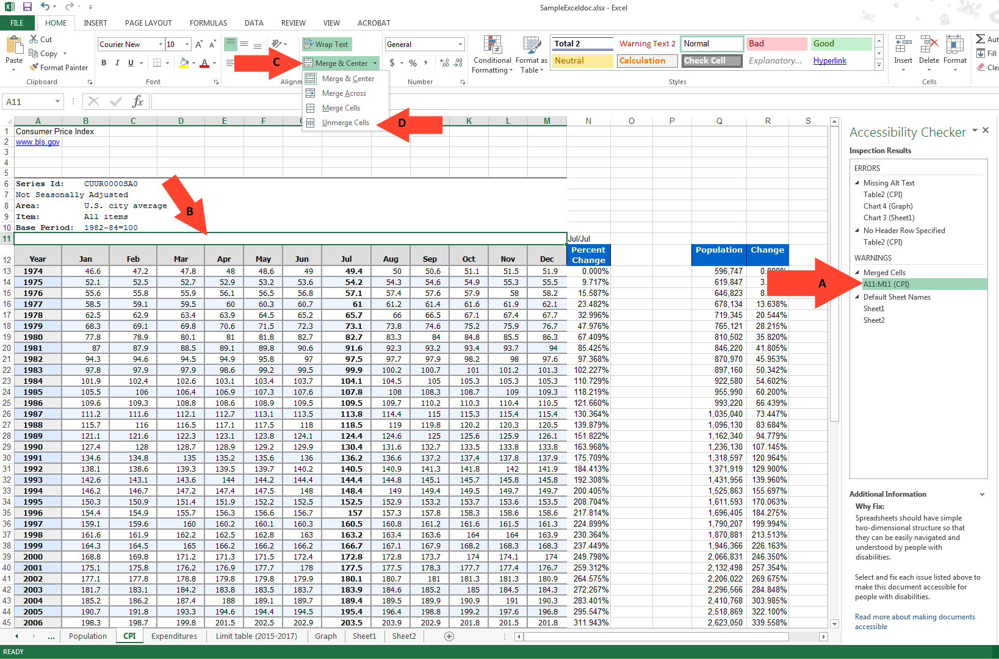 SampleExceldoc.xlsx - Excel
FILE HOME INSERT PAGE LAYOUT FORMULAS DATA REVIEW VIEW ACROBAT
Paste Cut Copy Format Painter
Clipboard
Courier New 10
B I U A
Font
Wrap Text
C Merge & Center
Alignm
General
$ % ,
Number
Conditional Formatting
Format as Table
Total 2 Warning Text 2 Normal Bad Good
Neutral Calculation Check Cell Explanatory... Hyperlink
Styles
Insert Delete Format
Cells
Aut
Fill
Clea
Merge & Center
Merge Across
Merge Cells
Unmerge Cells
D
A11 fx
A B C D E F K L M N O P Q R S
1 Consumer Price Index
2 www.bls.gov
3
4
5
6 Series Id: CUUR0000SA0
7 Not Seasonally Adjusted
8 Area: U.S. city average
9 Item: All items
10 Base Period: 1982-84=100
B
11 Jul/Jul
12 Year Jan Feb Mar Apr May Jun Jul Aug Sep Oct Nov Dec Percent Change Population Change
13 1974 46.6 47.2 47.8 48 48.6 49 49.4 50 50.6 51.1 51.5 51.9 0.000% 596,747 0.000%
14 1975 52.1 52.5 52.7 52.9 53.2 53.6 54.2 54.3 54.6 54.9 55.3 55.5 9.717% 619,847 3.
15 1976 55.6 55.8 55.9 56.1 56.5 56.8 57.1 57.4 57.6 57.9 58 58.2 15.587% 646,823 8.
16 1977 58.5 59.1 59.5 60 60.3 60.7 61 61.2 61.4 61.6 61.9 62.1 23.482% 678,134 13.638%
17 1978 62.5 62.9 63.4 63.9 64.5 65.2 65.7 66 66.5 67.1 67.4 67.7 32.996% 719,345 20.544%
18 1979 68.3 69.1 69.8 70.6 71.5 72.3 73.1 73.8 74.6 75.2 75.9 76.7 47.976% 765,121 28.215%
19 1980 77.8 78.9 80.1 81 81.8 82.7 82.7 83.3 84 84.8 85.5 86.3 67.409% 810,502 35.820%
20 1981 87 87.9 88.5 89.1 89.8 90.6 91.6 92.3 93.2 93.4 93.7 94 85.425% 846,220 41.805%
21 1982 94.3 94.6 94.5 94.9 95.8 97 97.5 97.7 97.9 98.2 98 97.6 97.368% 870,970 45.953%
22 1983 97.8 97.9 97.9 98.6 99.2 99.5 99.9 100.2 100.7 101 101.2 101.3 102.227% 897,160 50.342%
23 1984 101.9 102.4 102.6 103.1 103.4 103.7 104.1 104.5 105 105.3 105.3 105.3 110.729% 922,580 54.602%
24 1985 105.5 106 106.4 106.9 107.3 107.6 107.8 108 108.3 108.7 109 109.3 118.219% 955,990 60.200%
25 1986 109.6 109.3 108.8 108.6 108.9 109.5 109.5 109.7 110.2 110.3 110.4 110.5 121.660% 993,220 66.439%
26 1987 111.2 111.6 112.1 112.7 113.1 113.5 113.8 114.4 115 115.3 115.4 115.4 130.364% 1,035,040 73.447%
27 1988 115.7 116 116.5 117.1 117.5 118 118.5 119 119.8 120.2 120.3 120.5 139.879% 1,096,130 83.684%
28 1989 121.1 121.6 122.3 123.1 123.8 124.1 124.4 124.6 125 125.6 125.9 126.1 151.822% 1,162,340 94.779%
29 1990 127.4 128 128.7 128.9 129.2 129.9 130.4 131.6 132.7 133.5 133.8 133.8 163.968% 1,236,130 107.145%
30 1991 134.6 134.8 135 135.2 135.6 136 136.2 136.6 137.2 137.4 137.8 137.9 175.709% 1,318,597 120.964%
31 1992 138.1 138.6 139.3 139.5 139.7 140.2 140.5 140.9 141.3 141.8 142 141.9 184.413% 1,371,919 129.900%
32 1993 142.6 143.1 143.6 144 144.2 144.4 144.4 144.8 145.1 145.7 145.8 145.8 192.308% 1,431,956 139.960%
33 1994 146.2 146.7 147.2 147.4 147.5 148 148.4 149 149.4 149.5 149.7 149.7 200.405% 1,525,863 155.697%
34 1995 150.3 150.9 151.4 151.9 152.2 152.5 152.5 152.9 153.2 153.7 153.6 153.5 208.704% 1,611,593 170.063%
35 1996 154.4 154.9 155.7 156.3 156.6 156.7 157 157.3 157.8 158.3 158.6 158.6 217.814% 1,696,405 184.275%
36 1997 159.1 159.6 160 160.2 160.1 160.3 160.5 160.8 161.2 161.6 161.5 161.3 224.899% 1,790,207 199.994%
37 1998 161.6 161.9 162.2 162.5 162.8 163 163.2 163.4 163.6 164 164 163.9 230.364% 1,870,881 213.513%
38 1999 164.3 164.5 165 166.2 166.2 166.2 166.7 167.1 167.9 168.2 168.3 168.3 237.449% 1,946,366 226.163%
39 2000 168.8 169.8 171.2 171.3 171.5 172.4 172.8 172.8 173.7 174 174.1 174 249.798% 2,066,831 246.350%
40 2001 175.1 175.8 176.2 176.9 177.7 178 177.5 177.5 178.3 177.7 177.4 176.7 259.312% 2,132,498 257.354%
41 2002 177.1 177.8 178.8 179.8 179.8 179.9 180.1 180.7 181 181.3 181.3 180.9 264.575% 2,206,022 269.675%
42 2003 181.7 183.1 184.2 183.8 183.5 183.7 183.9 184.6 185.2 185 184.5 184.3 272.267% 2,296,566 284.848%
43 2004 185.2 186.2 187.4 188 189.1 189.7 189.4 189.5 189.9 190.9 191 190.3 283.401% 2,410,768 303.985%
44 2005 190.7 191.8 193.3 194.6 194.4 194.5 195.4 196.4 198.8 199.2 197.6 196.8 295.547% 2,518,869 322.100%
45 2006 198.3 198.7 199.8 201.5 202.5 202.9 203.5 203.9 202.9 201.8 201.5 201.8 311.943% 2,623,050 339.558%
... Population CPI Expenditures Limit table (2015-2017) Graph Sheet1 Sheet2
READY
Accessibility Checker
Inspection Results
ERRORS
Missing Alt Text
Table2 (CPI)
Chart 4 (Graph)
Chart 3 (Sheet1)
No Header Row Specified
Table2 (CPI)
WARNINGS
Merged Cells
A
A11:M11 (CPI)
Default Sheet Names
Sheet1
Sheet2
Additional Information
Why Fix:
Spreadsheets should have simple
two-dimensional structure so that
they can be easily navigated and
understood by people with
disabilities.
Select and fix each issue listed above to
make this document accessible for
people with disabilities.
Read more about making documents
accessible